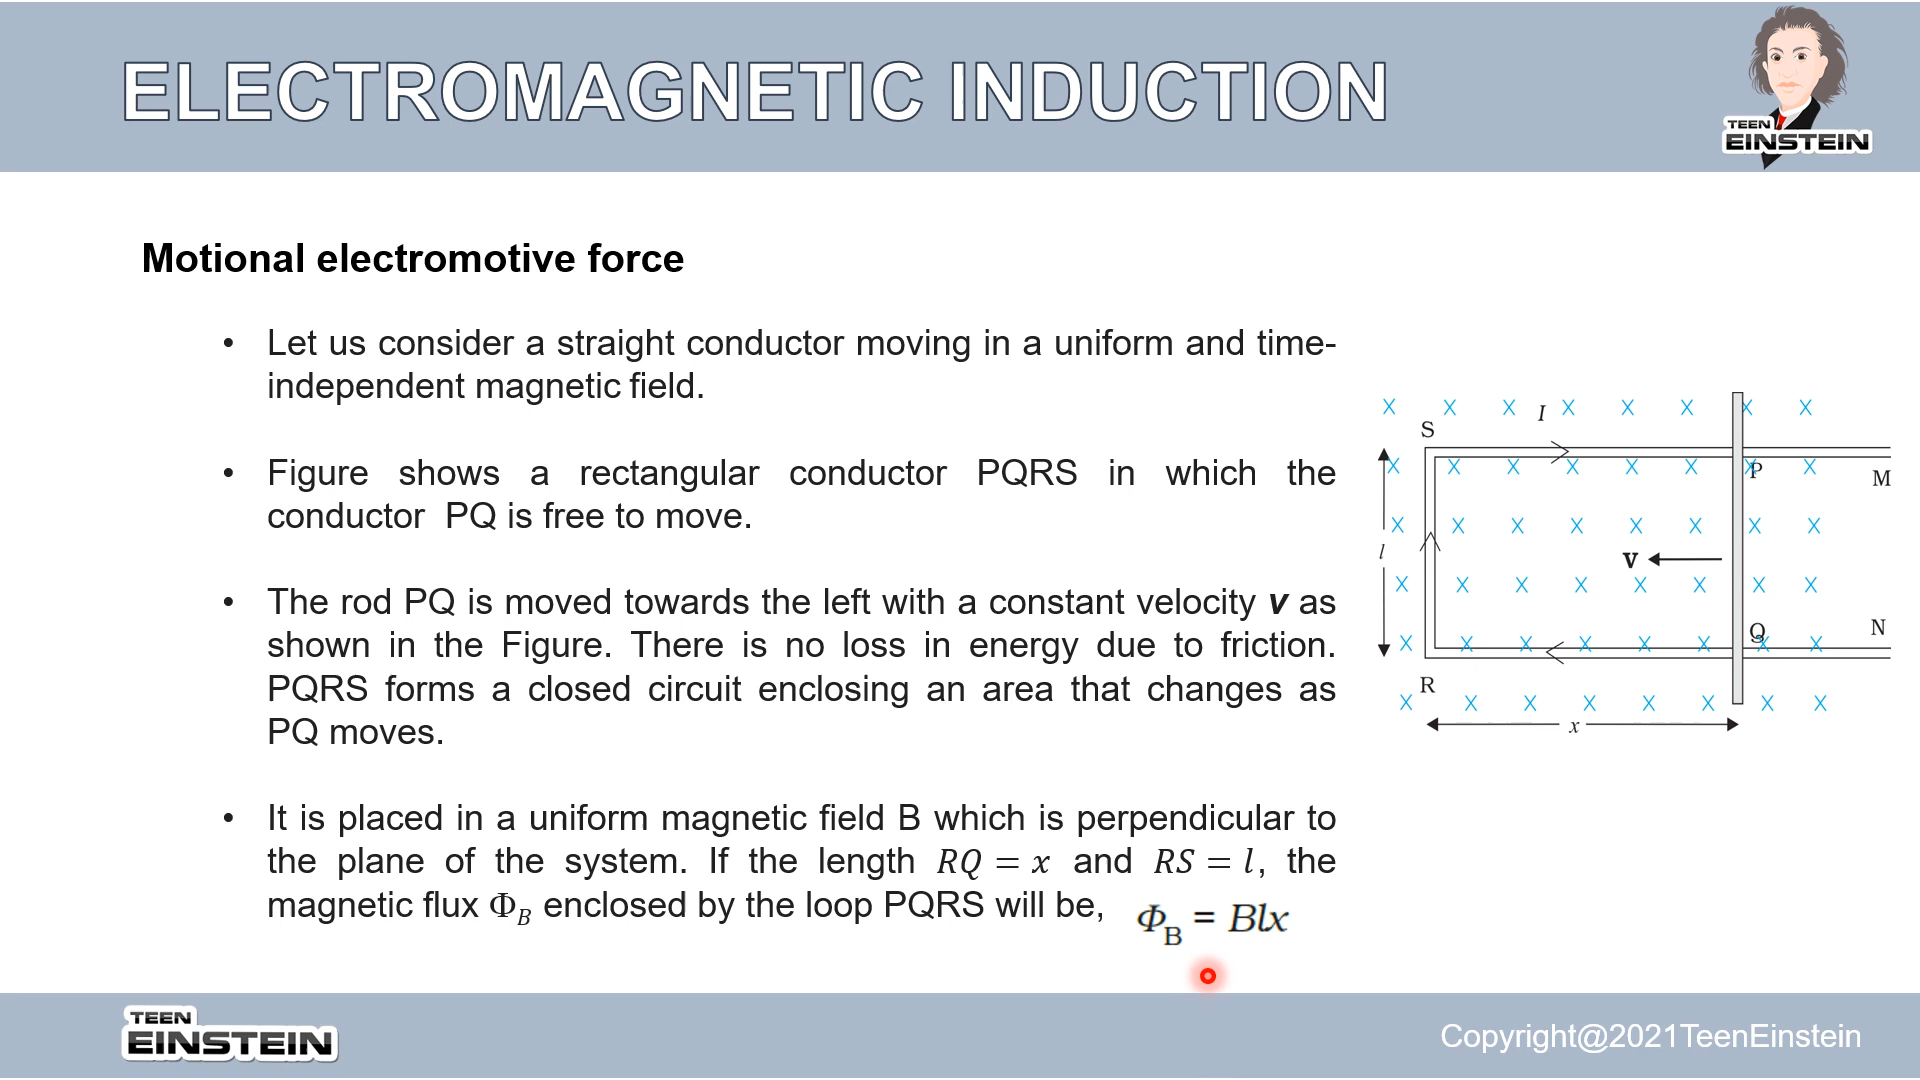 ELECTROMAGNETIC INDUCTION
TEEN
EINSTEIN
Motional electromotive force
• Let us consider a straight conductor moving in a uniform and time-
independent magnetic field.
• Figure shows a rectangular conductor PQRS in which the
conductor PQ is free to move.
• The rod PQ is moved towards the left with a constant velocity v as
shown in the Figure. There is no loss in energy due to friction.
PQRS forms a closed circuit enclosing an area that changes as
PQ moves.
• It is placed in a uniform magnetic field B which is perpendicular to
the plane of the system. If the length RQ = x and RS = l, the
magnetic flux Φ_B enclosed by the loop PQRS will be, Φ_B = Blx
X X X I X X X X X
S
X X X X X X X P X
M
X X X X X X X X
l
v
X X X X X X X X
Q
N
X X X X X X X X
R
X X X X X X X X
x
TEEN
EINSTEIN
Copyright@2021TeenEinstein